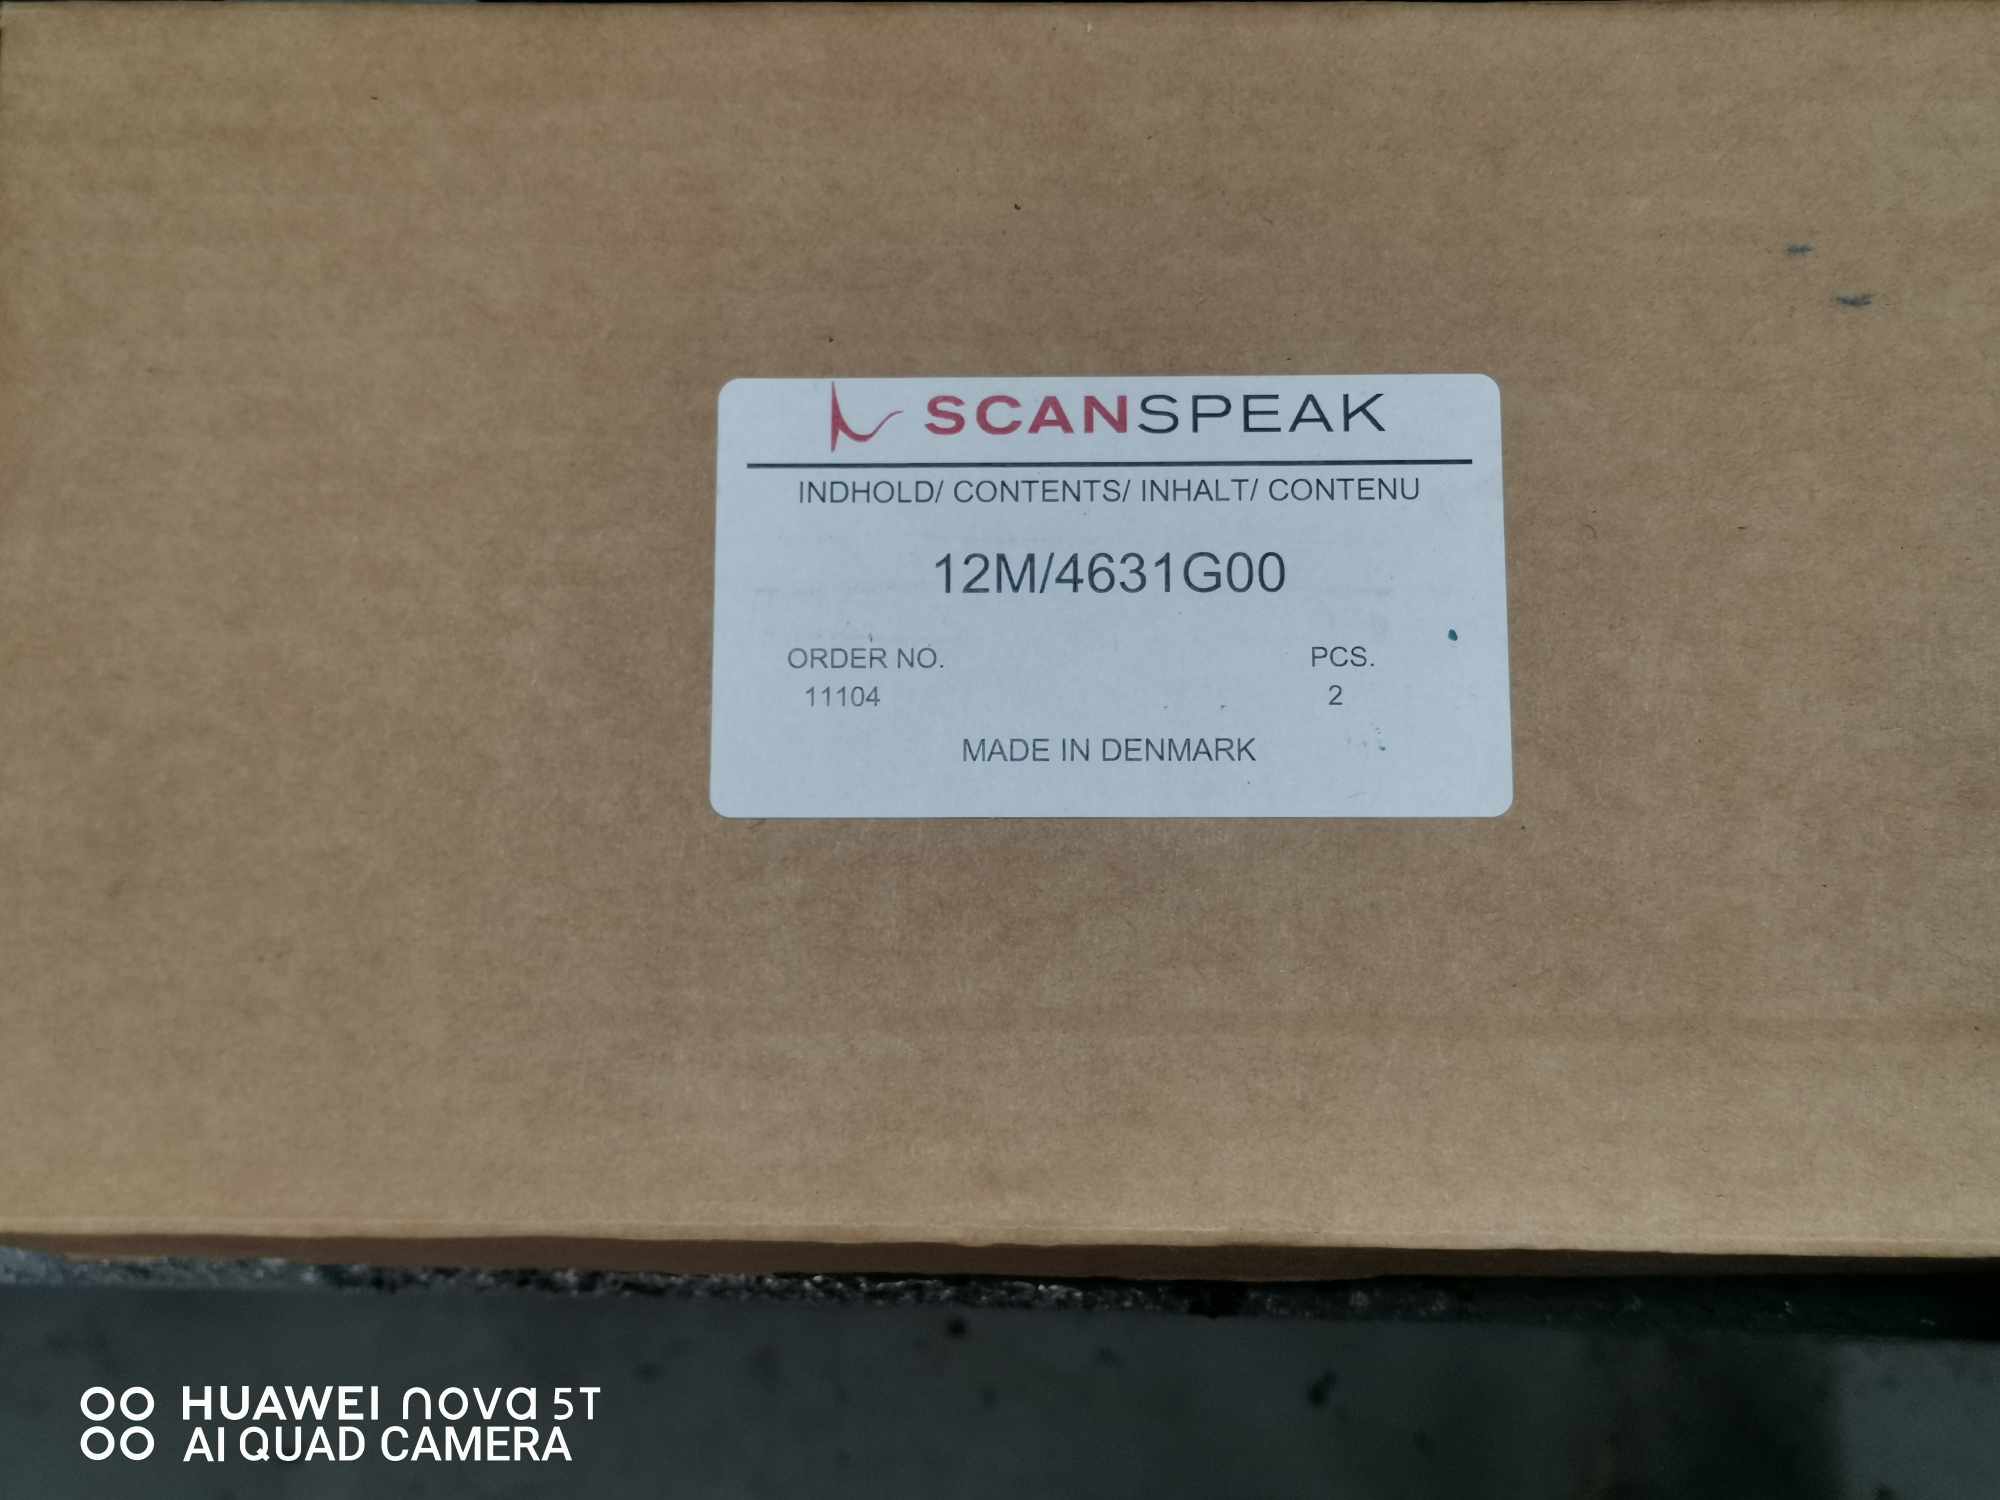 SCANSPEAK
INDHOLD/ CONTENTS/ INHALT/ CONTENU
12M/4631G00
ORDER NO. PCS.
11104 2
MADE IN DENMARK
HUAWEI nova 5T
AI QUAD CAMERA